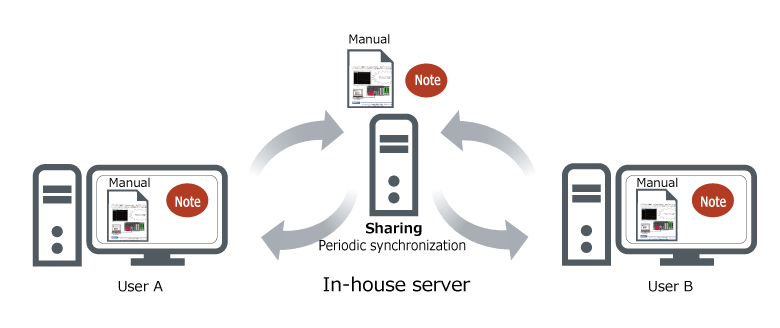 Manual
Note
Manual
Note
Sharing
Periodic synchronization
Manual
Note
User A
In-house server
User B